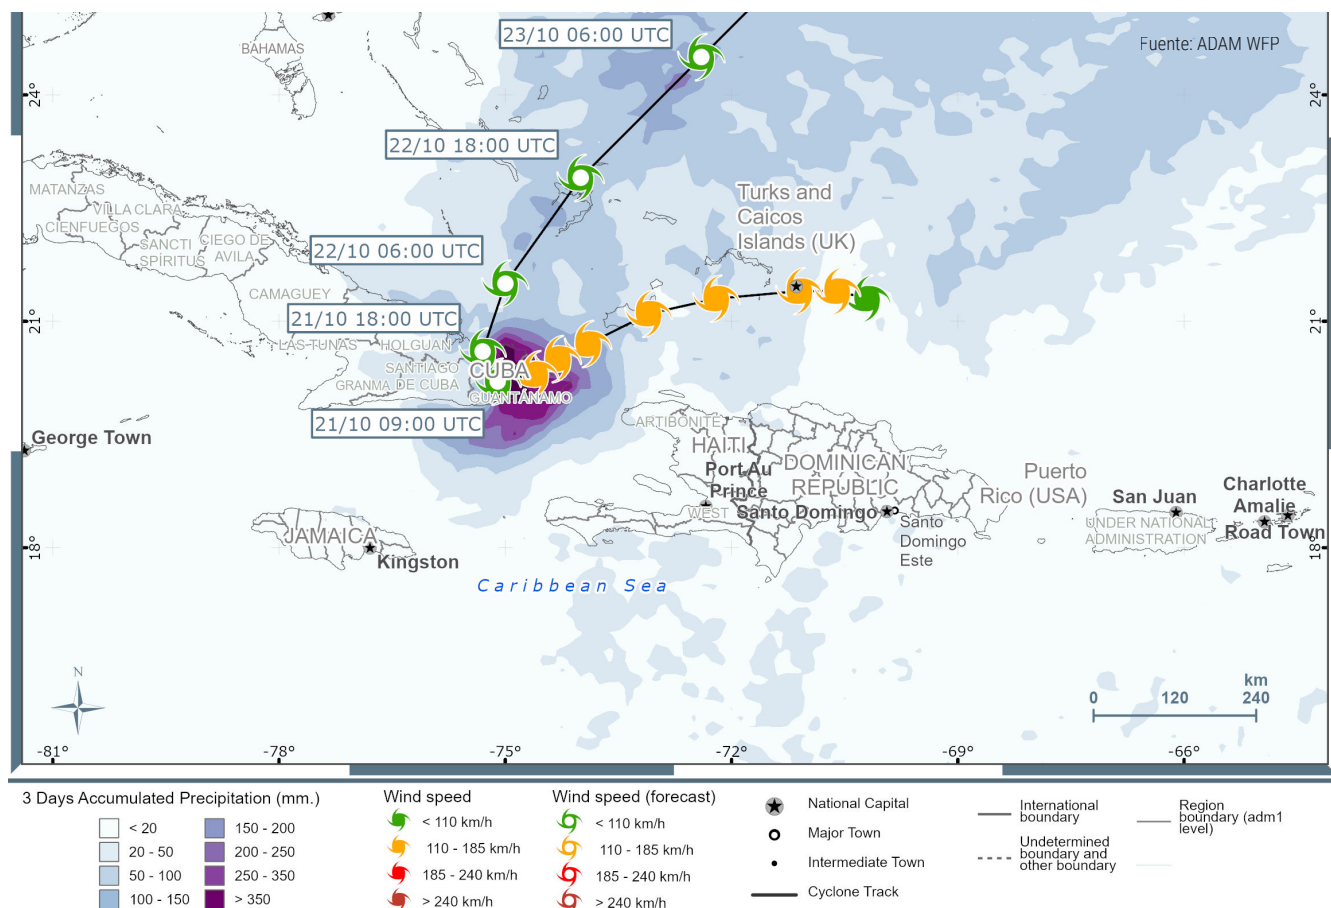 23/10 06:00 UTC
Fuente: ADAM WFP
BAHAMAS
24°
24°
22/10 18:00 UTC
MATANZAS
VILLA CLARA
CIENFUEGOS
SANCTI
SPÍRITUS
CIEGO DE
AVILA
Turks and
Caicos
Islands (UK)
22/10 06:00 UTC
CAMAGUEY
21/10 18:00 UTC
21°
21°
LAS TUNAS
HOLGUÍN
SANTIAGO
DE CUBA
GRANMA
CUBA
GUANTÁNAMO
21/10 09:00 UTC
George Town
ARTIBONITE
HAITI
Port Au
Prince
WEST
DOMINICAN
REPUBLIC
Santo Domingo
Santo
Domingo
Este
Puerto
Rico (USA)
San Juan
UNDER NATIONAL
ADMINISTRATION
Charlotte
Amalie
Road Town
JAMAICA
Kingston
18°
18°
Caribbean Sea
N
km
0 120 240
-81° -78° -75° -72° -69° -66°
3 Days Accumulated Precipitation (mm.)
< 20
20 - 50
50 - 100
100 - 150
150 - 200
200 - 250
250 - 350
> 350
Wind speed
< 110 km/h
110 - 185 km/h
185 - 240 km/h
> 240 km/h
Wind speed (forecast)
< 110 km/h
110 - 185 km/h
185 - 240 km/h
> 240 km/h
National Capital
Major Town
Intermediate Town
Cyclone Track
International
boundary
Undetermined
boundary and
other boundary
Region
boundary (adm1
level)